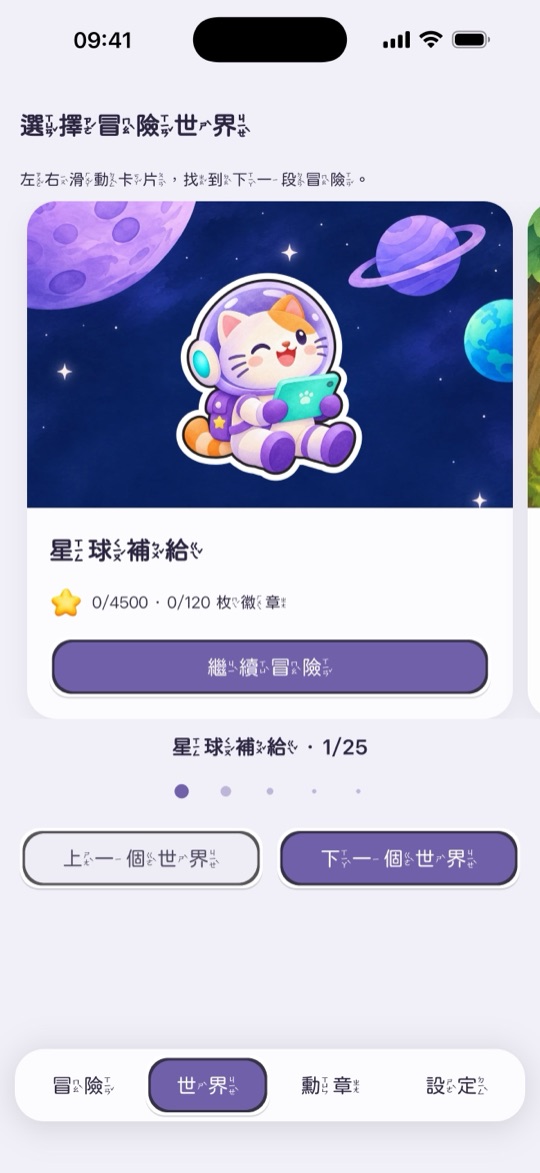 09:41
選擇冒險世界
左右滑動卡片，找到下一段冒險。
星球補給
0/4500 · 0/120 枚徽章
繼續冒險
星球補給 · 1/25
上一個世界
下一個世界
冒險
世界
勳章
設定